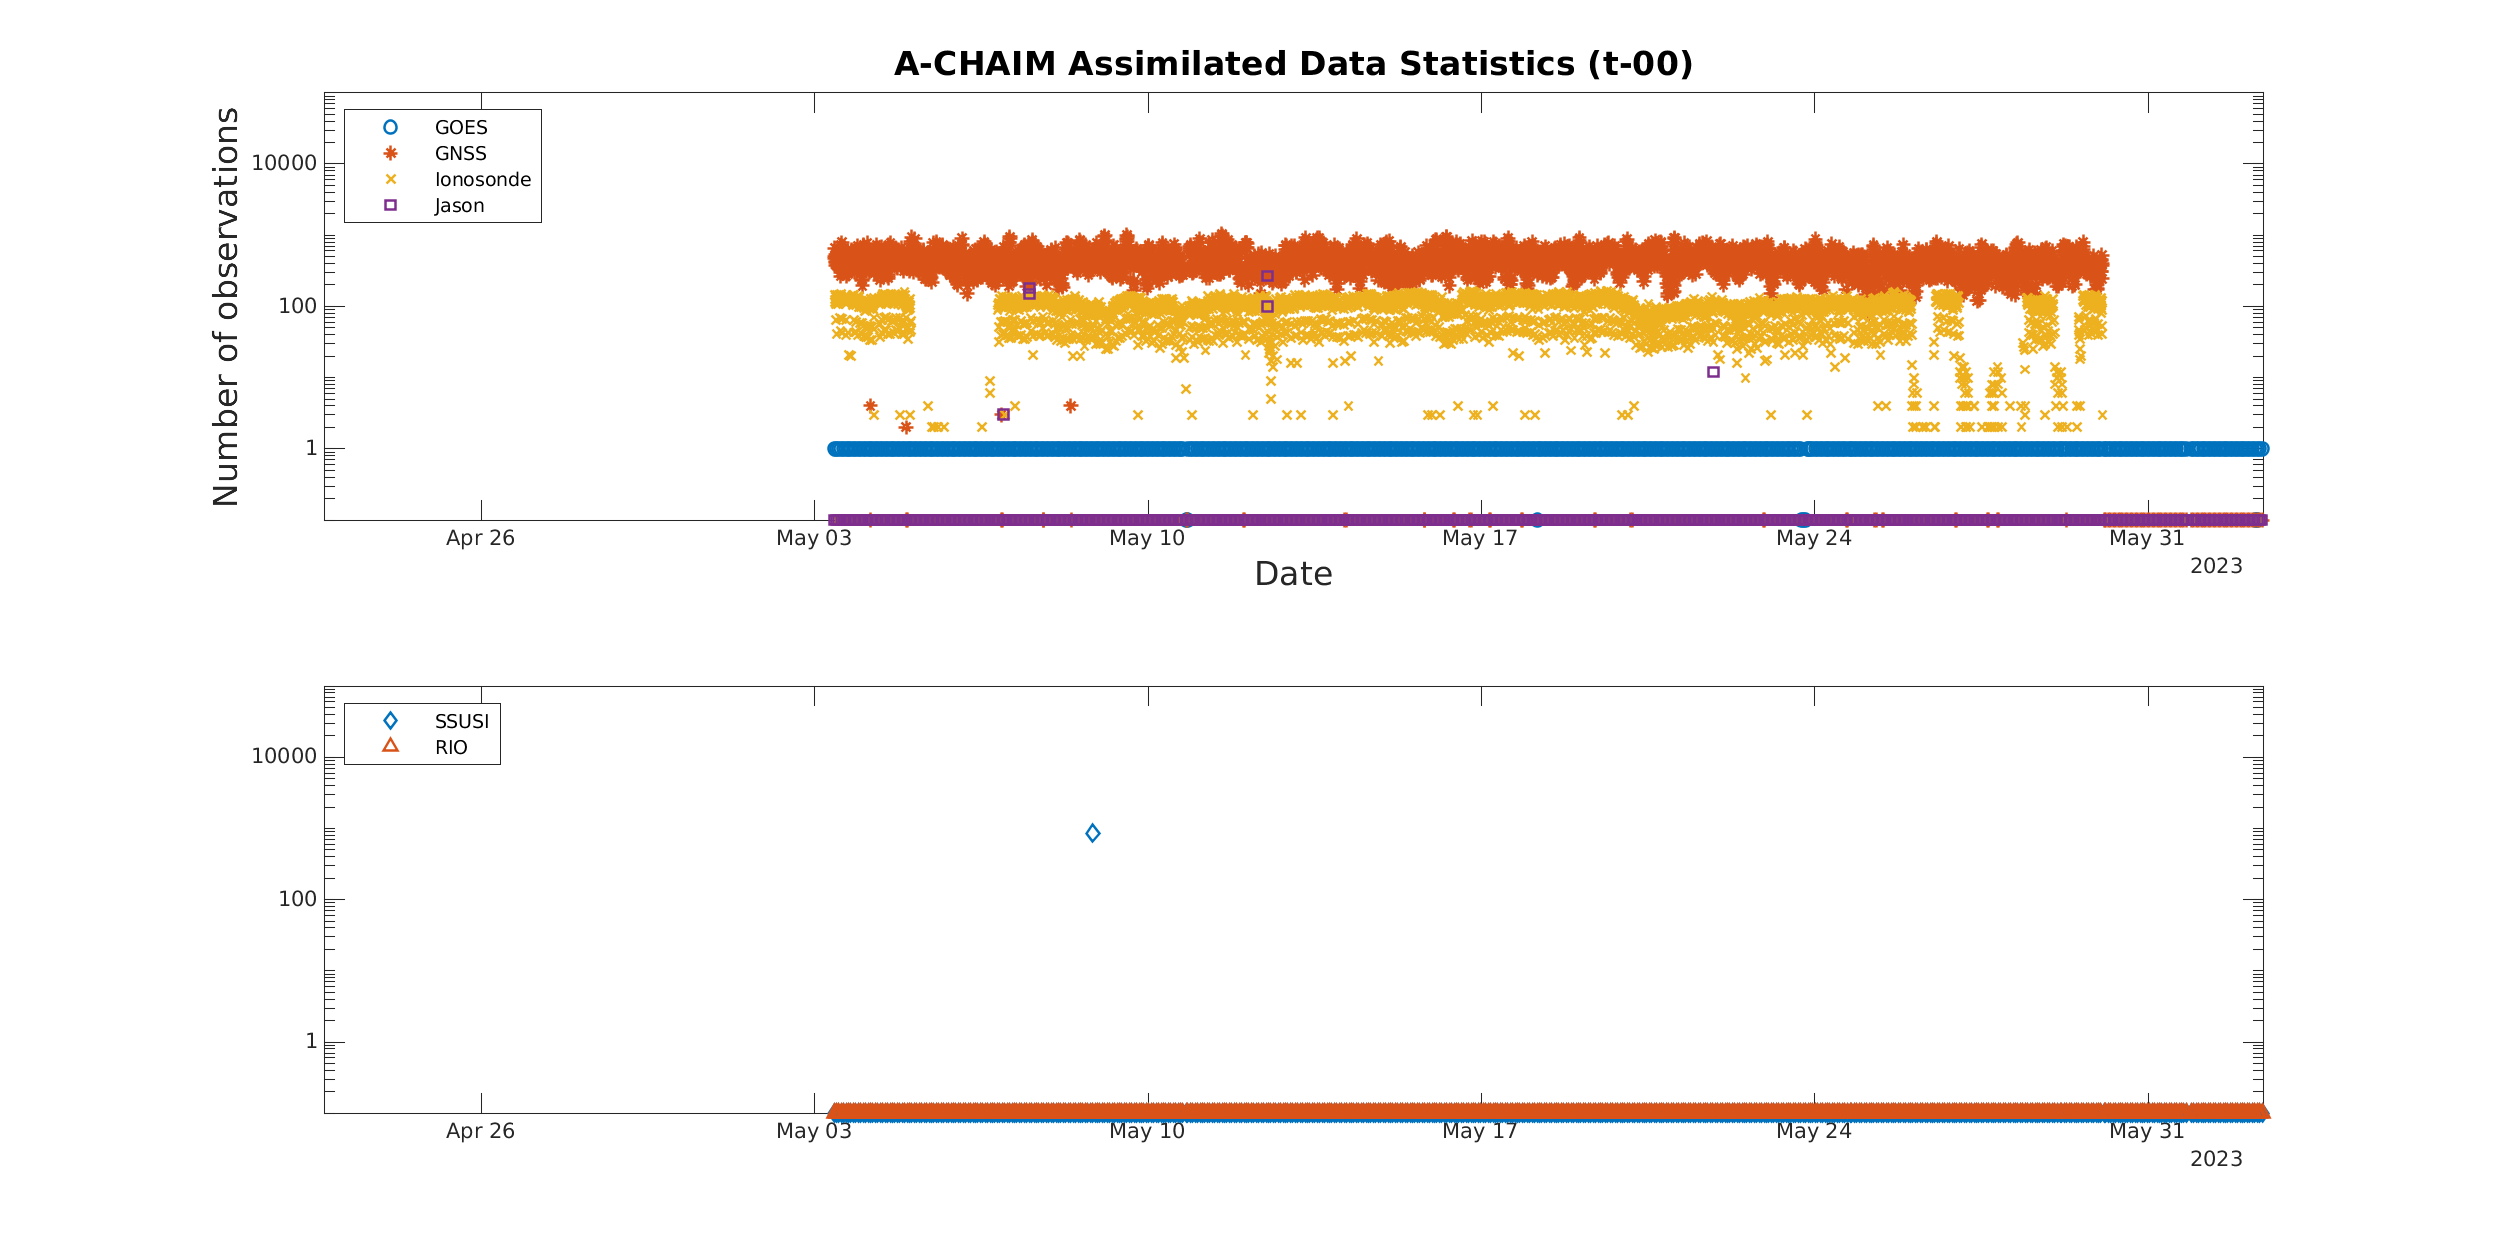 A-CHAIM Assimilated Data Statistics (t-00)
Number of observations
10000
100
1
GOES
GNSS
Ionosonde
Jason
Apr 26 May 03 May 10 May 17 May 24 May 31
2023
Date
10000
100
1
SSUSI
RIO
Apr 26 May 03 May 10 May 17 May 24 May 31
2023